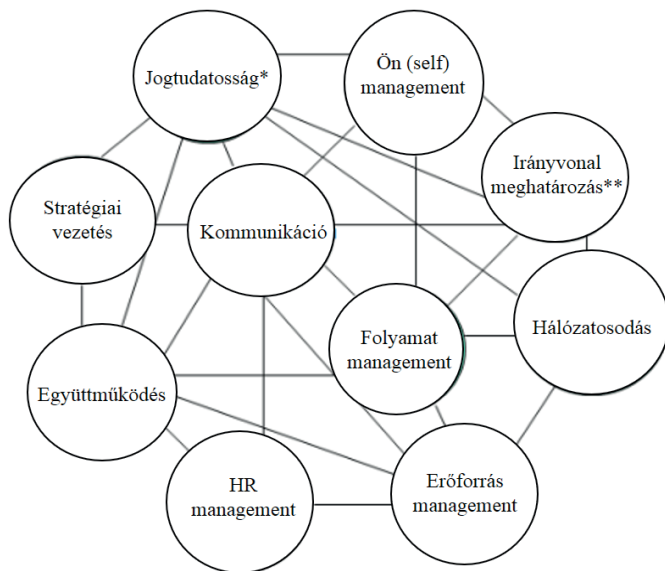 Jogtudatosság*
Ön (self)
management
Irányvonal
meghatározás**
Stratégiai
vezetés
Kommunikáció
Hálózatosodás
Folyamat
management
Együttműködés
HR
management
Erőforrás
management